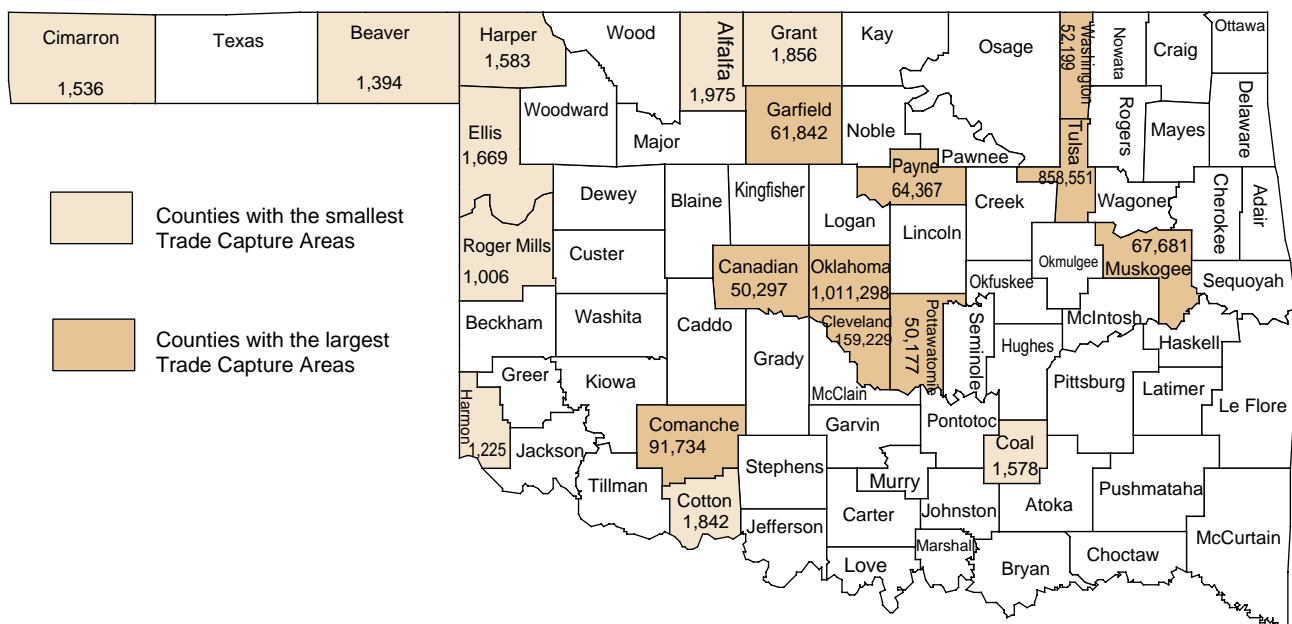 Cimarron
1,536
Texas
Beaver
1,394
Harper
1,583
Wood
Alfalfa
1,975
Grant
1,856
Kay
Osage
Washington
52,199
Nowata
Craig
Ottawa
Ellis
1,669
Woodward
Major
Garfield
61,842
Noble
Pawnee
Payne
64,367
Tulsa
858,551
Rogers
Mayes
Delaware
Counties with the smallest
Trade Capture Areas
Dewey
Blaine
Kingfisher
Logan
Lincoln
Creek
Wagoner
Cherokee
Adair
Roger Mills
1,006
Custer
Canadian
50,297
Oklahoma
1,011,298
Okfuskee
Okmulgee
67,681
Muskogee
Sequoyah
Counties with the largest
Trade Capture Areas
Beckham
Washita
Caddo
Grady
Cleveland
159,229
Pottawatomie
50,177
Seminole
Hughes
McIntosh
Haskell
Greer
Kiowa
McClain
Pittsburg
Latimer
Le Flore
Harmon
1,225
Jackson
Comanche
91,734
Garvin
Pontotoc
Coal
1,578
Tillman
Stephens
Murry
Cotton
1,842
Jefferson
Carter
Johnston
Atoka
Pushmataha
Love
Marshall
Bryan
Choctaw
McCurtain